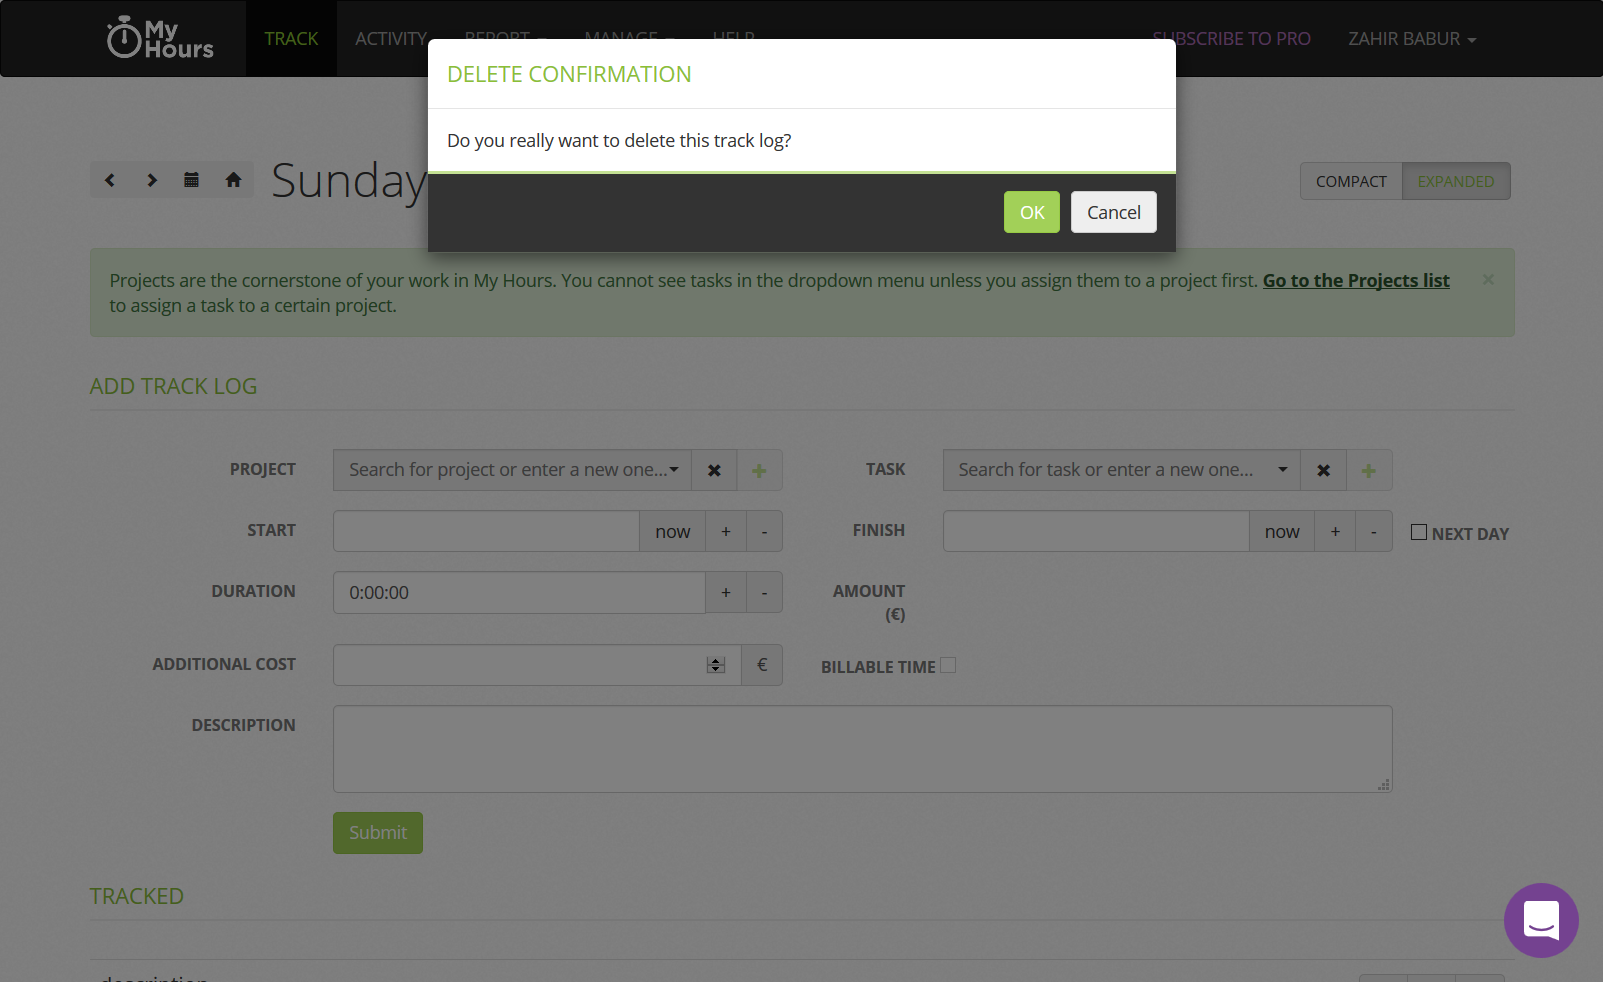 My Hours
TRACK
ACTIVITY
REPORT
MANAGE
HELP
SUBSCRIBE TO PRO
ZAHIR BABUR
DELETE CONFIRMATION
Do you really want to delete this track log?
OK
Cancel
Sunday
COMPACT
EXPANDED
Projects are the cornerstone of your work in My Hours. You cannot see tasks in the dropdown menu unless you assign them to a project first. Go to the Projects list
×
to assign a task to a certain project.
ADD TRACK LOG
PROJECT
Search for project or enter a new one...
TASK
Search for task or enter a new one...
START
now
+
-
FINISH
now
+
-
NEXT DAY
DURATION
0:00:00
+
-
AMOUNT
(€)
ADDITIONAL COST
€
BILLABLE TIME
DESCRIPTION
Submit
TRACKED
description